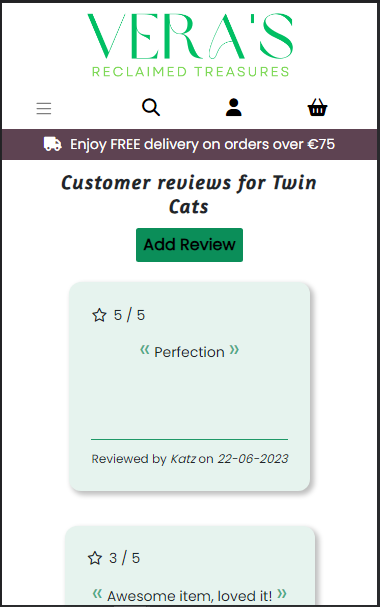 VERA'S
RECLAIMED TREASURES
Enjoy FREE delivery on orders over €75
Customer reviews for Twin
Cats
Add Review
5 / 5
« Perfection »
Reviewed by Katz on 22-06-2023
3 / 5
« Awesome item, loved it! »